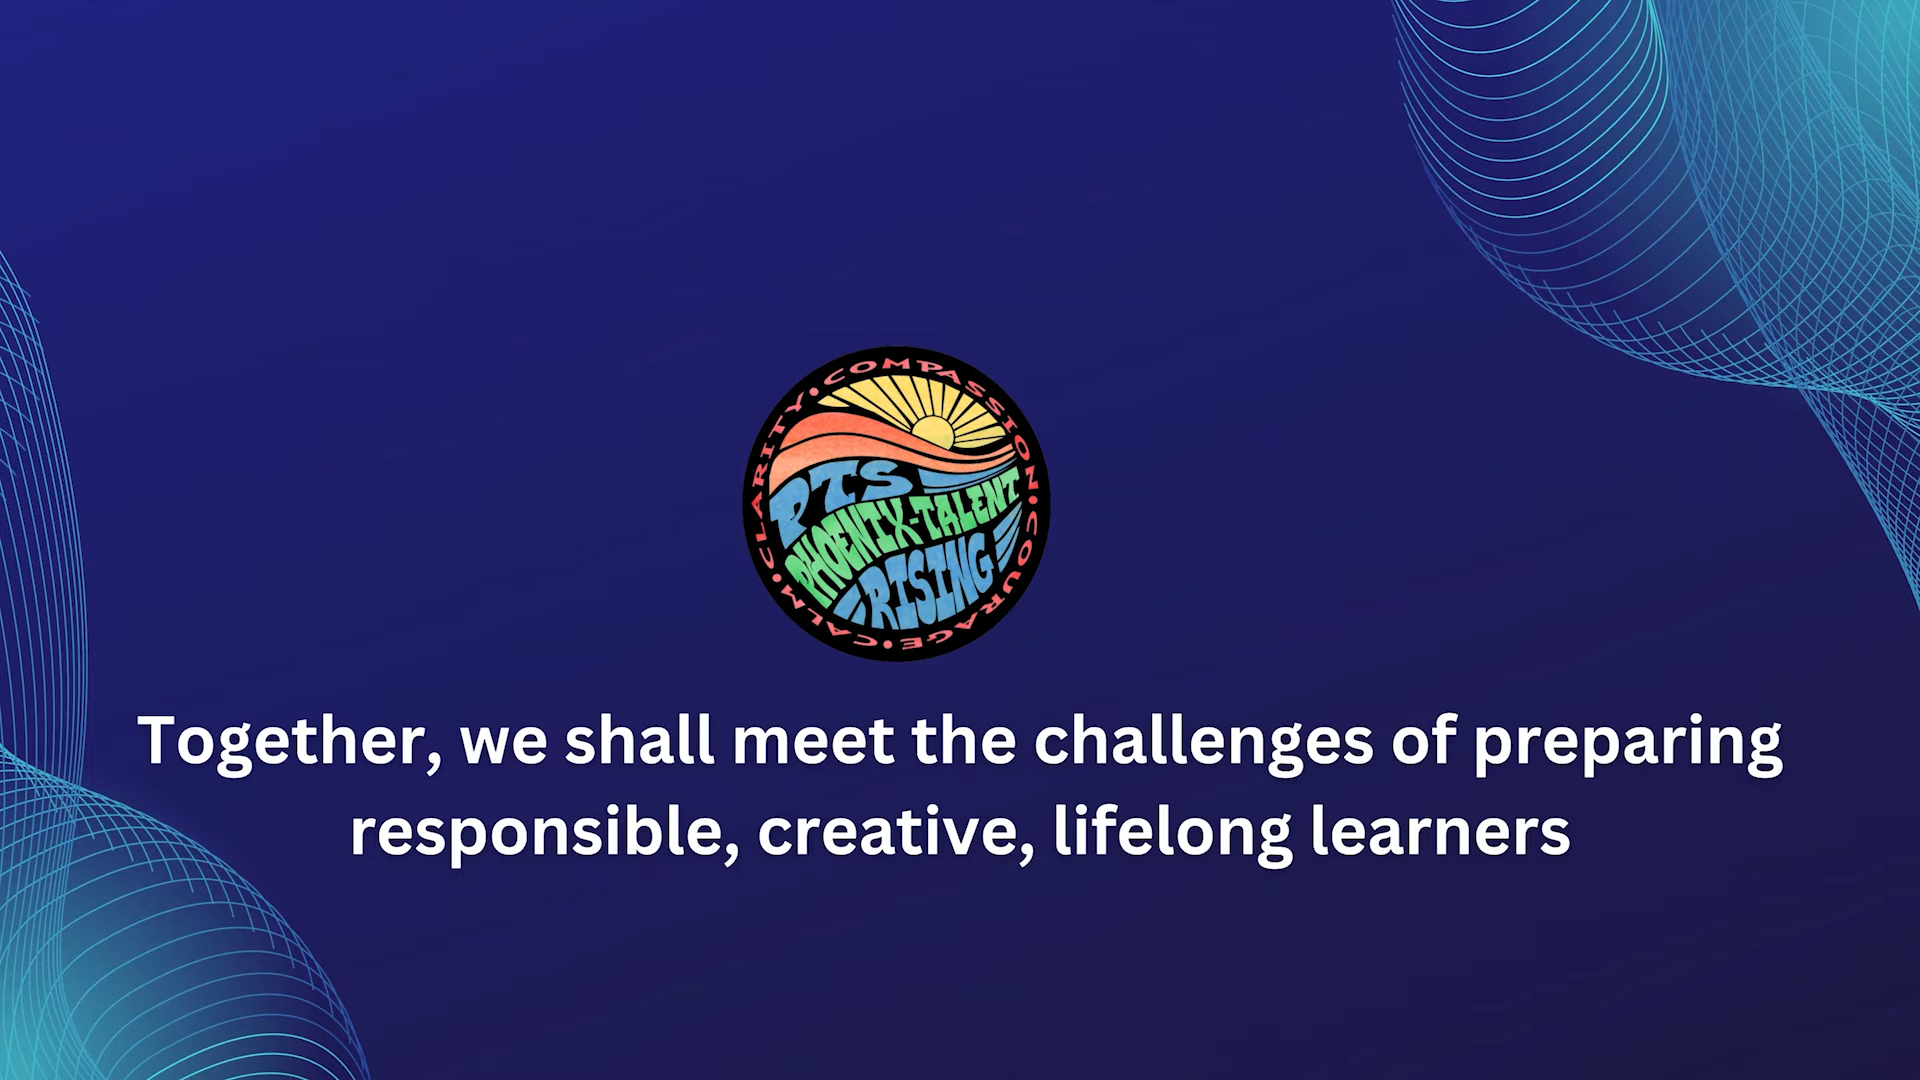 CALM•CLARITY•COMPASSION•COURAGE•
PTS
PHOENIX-TALENT
RISING
Together, we shall meet the challenges of preparing
responsible, creative, lifelong learners